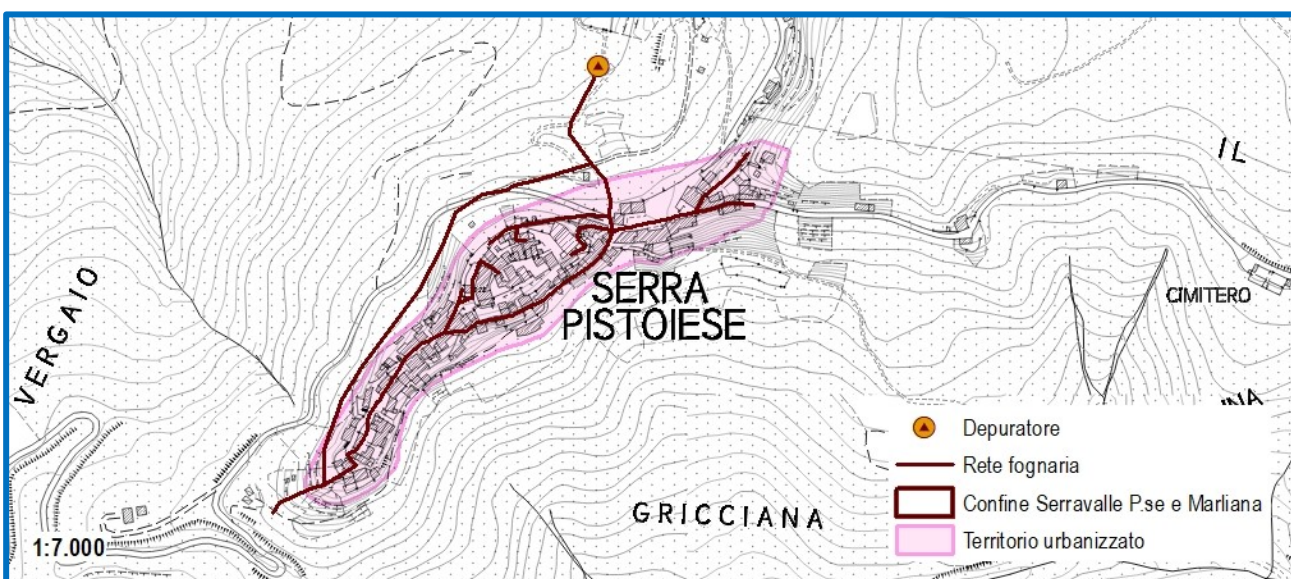 IL
VERGAIO
SERRA
PISTOIESE
CIMITERO
GRICCIANA
1:7.000
Depuratore
Rete fognaria
Confine Serravalle P.se e Marliana
Territorio urbanizzato